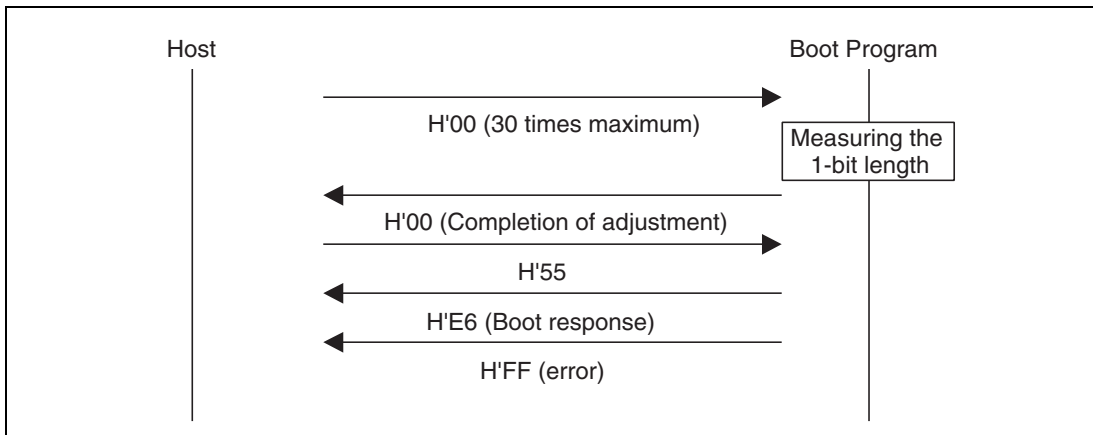 Host
Boot Program
H'00 (30 times maximum)
Measuring the
1-bit length
H'00 (Completion of adjustment)
H'55
H'E6 (Boot response)
H'FF (error)